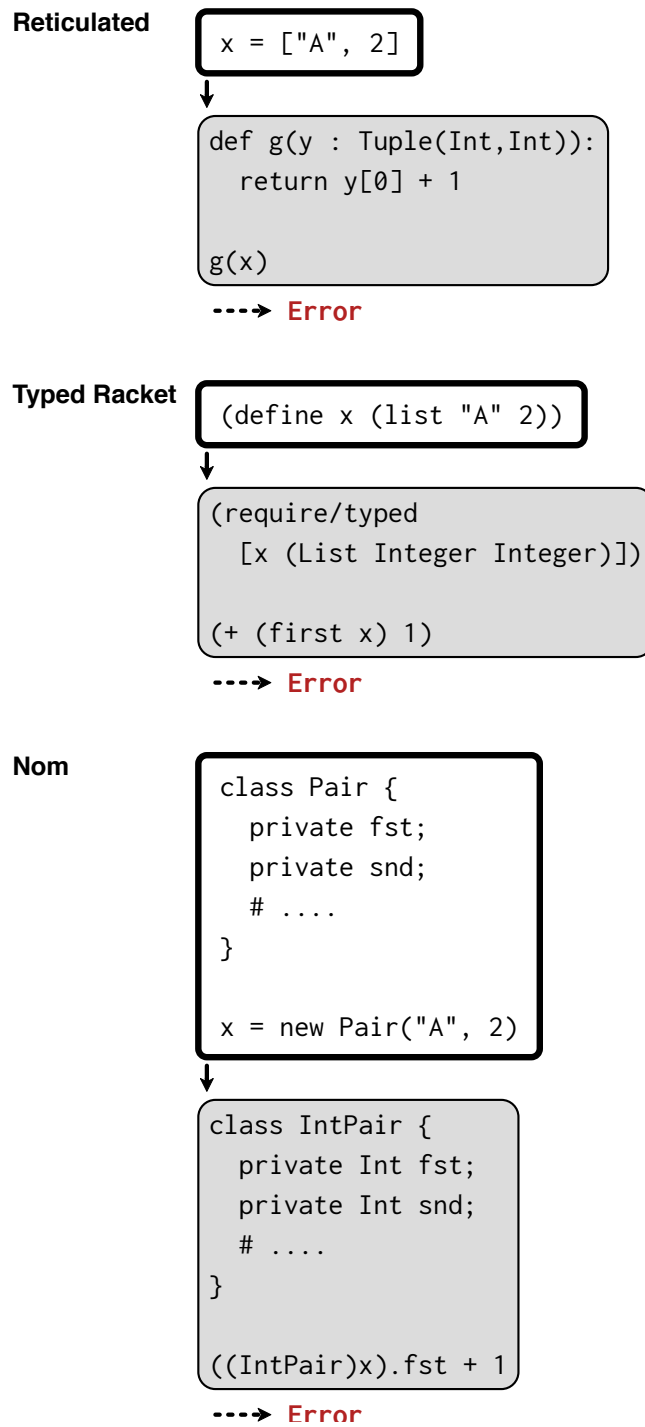 Reticulated
x = ["A", 2]
def g(y : Tuple(Int,Int)):
  return y[0] + 1
g(x)
Error
Typed Racket
(define x (list "A" 2))
(require/typed
  [x (List Integer Integer)])
(+ (first x) 1)
Error
Nom
class Pair {
  private fst;
  private snd;
  # ....
}
x = new Pair("A", 2)
class IntPair {
  private Int fst;
  private Int snd;
  # ....
}
((IntPair)x).fst + 1
Error